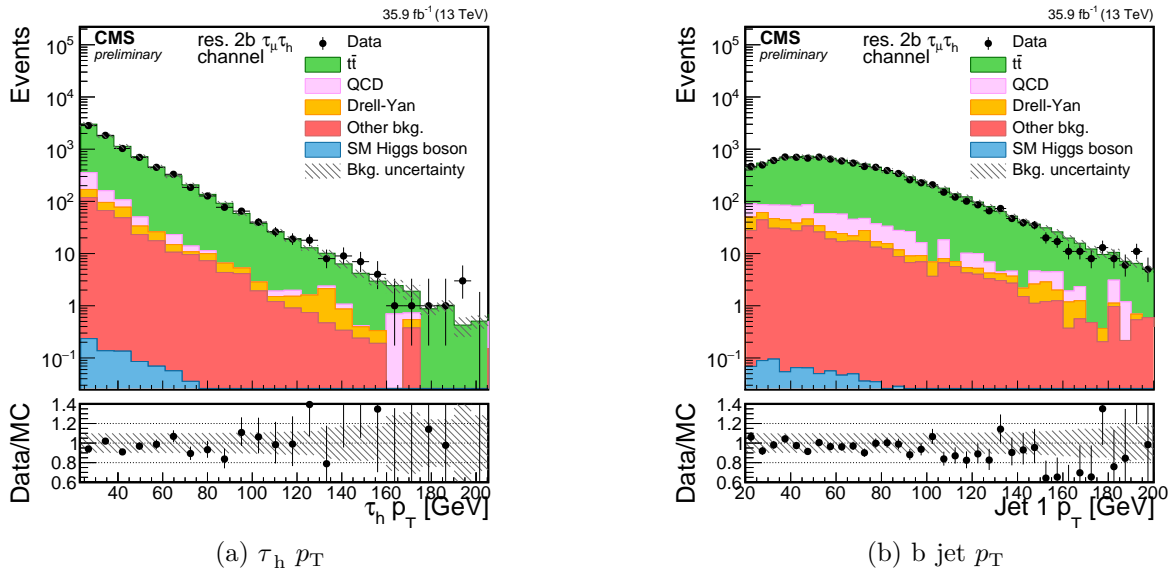 35.9 fb⁻¹ (13 TeV)
CMS
preliminary
res. 2b τμτh
channel
Data
tt̄
QCD
Drell-Yan
Other bkg.
SM Higgs boson
Bkg. uncertainty
Events
10⁵
10⁴
10³
10²
10
1
10⁻¹
Data/MC
1.4
1.2
1.0
0.8
0.6
40 60 80 100 120 140 160 180 200
τh pT [GeV]
(a) τh pT
35.9 fb⁻¹ (13 TeV)
CMS
preliminary
res. 2b τμτh
channel
Data
tt̄
QCD
Drell-Yan
Other bkg.
SM Higgs boson
Bkg. uncertainty
Events
10⁵
10⁴
10³
10²
10
1
10⁻¹
Data/MC
1.4
1.2
1.0
0.8
0.6
20 40 60 80 100 120 140 160 180 200
Jet 1 pT [GeV]
(b) b jet pT